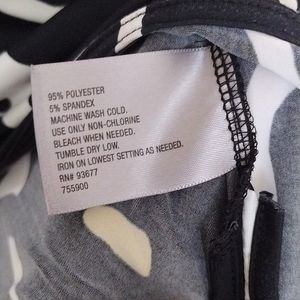 95% POLYESTER
5% SPANDEX
MACHINE WASH COLD.
USE ONLY NON-CHLORINE
BLEACH WHEN NEEDED.
TUMBLE DRY LOW.
IRON ON LOWEST SETTING AS NEEDED.
RN# 93677
755900